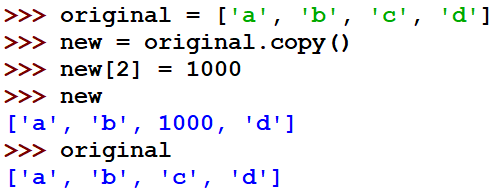 >>> original = ['a', 'b', 'c', 'd']
>>> new = original.copy()
>>> new[2] = 1000
>>> new
['a', 'b', 1000, 'd']
>>> original
['a', 'b', 'c', 'd']